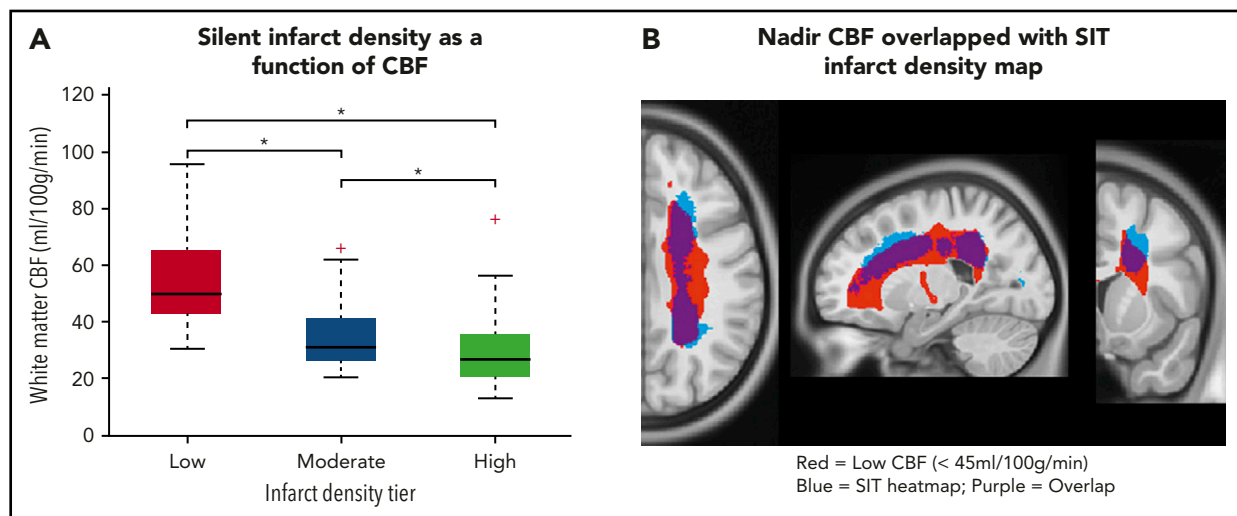 A
Silent infarct density as a
function of CBF
White matter CBF (ml/100g/min)
120
100
80
60
40
20
0
*
*
*
+
+
Low
Moderate
High
Infarct density tier
B
Nadir CBF overlapped with SIT
infarct density map
Red = Low CBF (< 45ml/100g/min)
Blue = SIT heatmap; Purple = Overlap